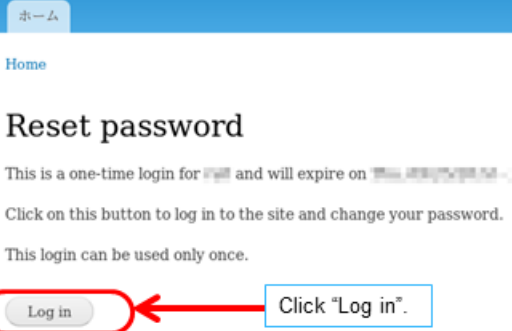 ホーム
Home
Reset password
This is a one-time login for and will expire on
Click on this button to log in to the site and change your password.
This login can be used only once.
Log in
Click “Log in”.